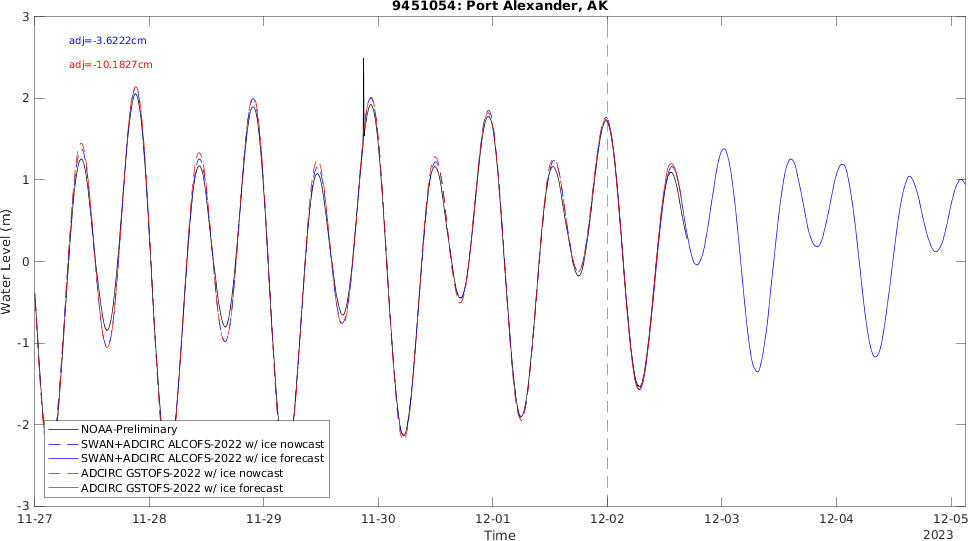 9451054: Port Alexander, AK
adj=-3.6222cm
adj=-10.1827cm
Water Level (m)
3
2
1
0
-1
-2
-3
NOAA-Preliminary
SWAN+ADCIRC ALCOFS-2022 w/ ice nowcast
SWAN+ADCIRC ALCOFS-2022 w/ ice forecast
ADCIRC GSTOFS-2022 w/ ice nowcast
ADCIRC GSTOFS-2022 w/ ice forecast
11-27 11-28 11-29 11-30 12-01 12-02 12-03 12-04 12-05
Time
2023